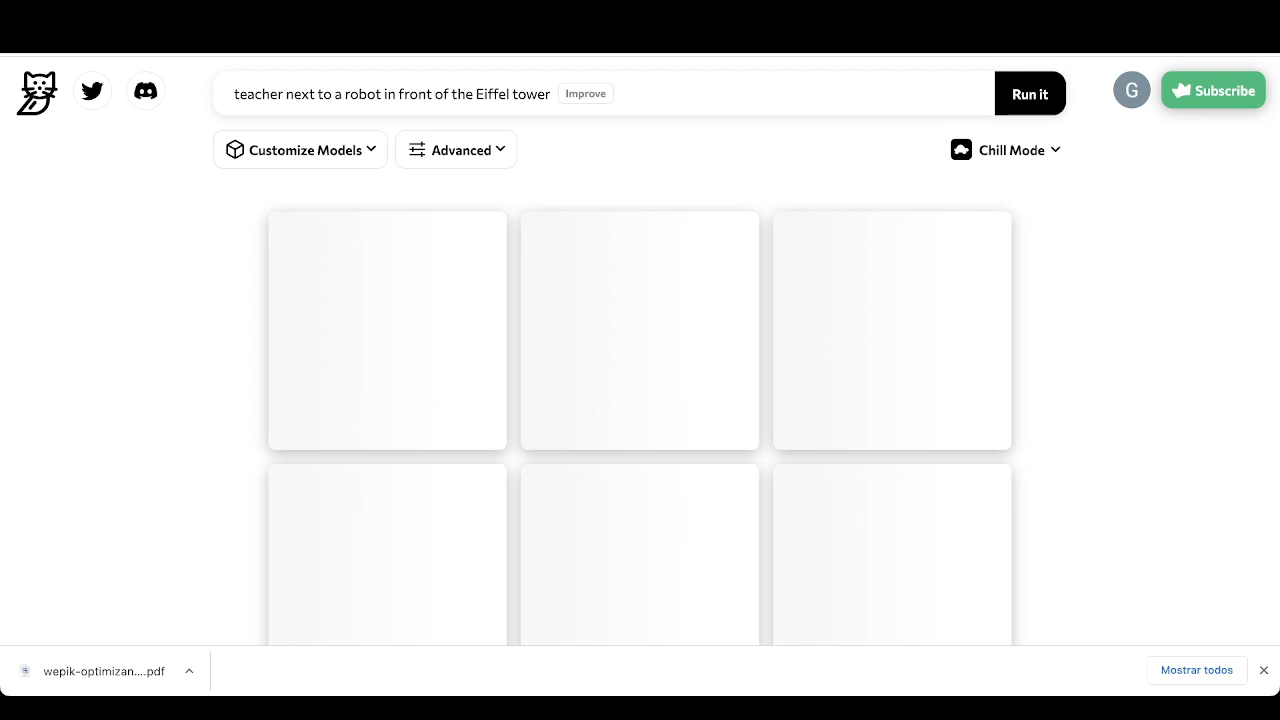 teacher next to a robot in front of the Eiffel tower Improve
Run it
G
Subscribe
Customize Models
Advanced
Chill Mode
wepik-optimizan....pdf
Mostrar todos